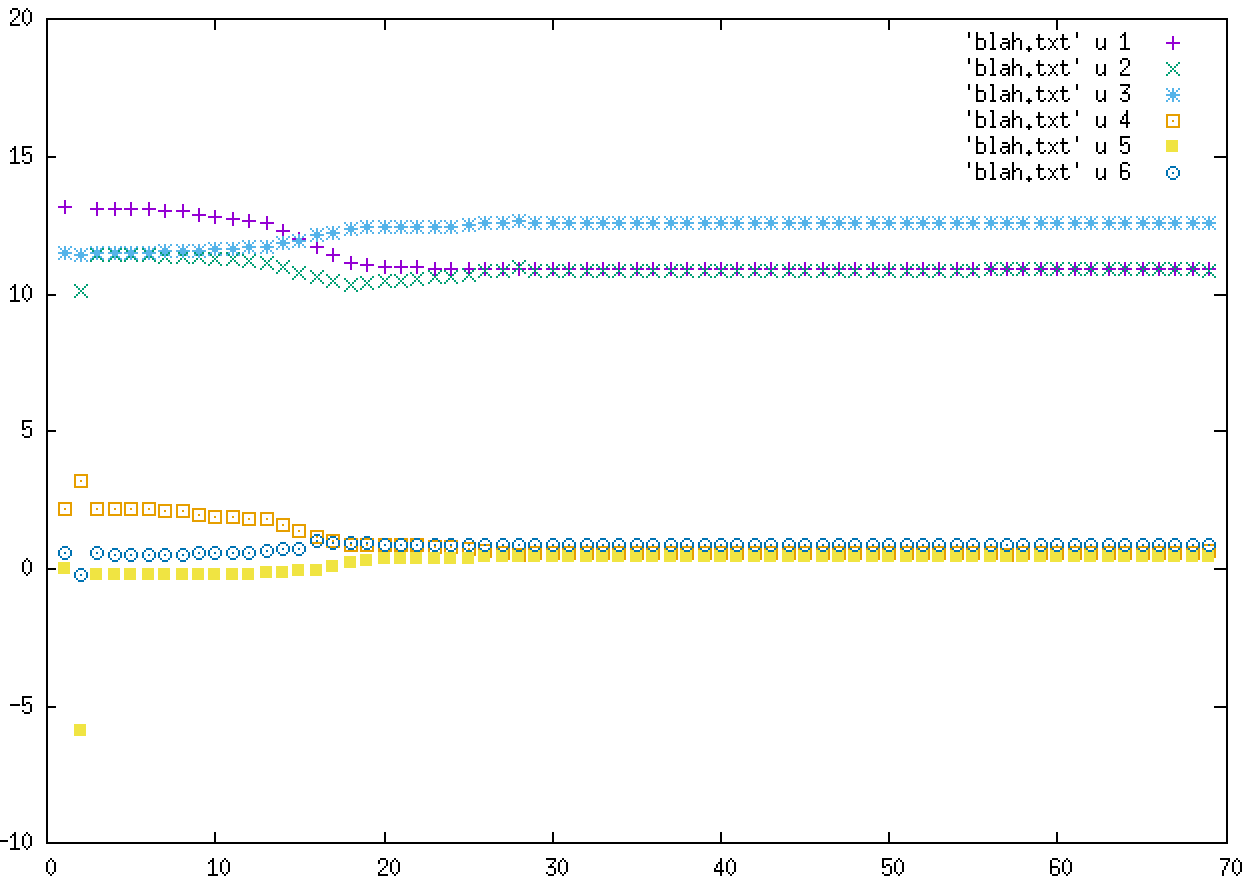 20
'blah.txt' u 1
'blah.txt' u 2
'blah.txt' u 3
'blah.txt' u 4
'blah.txt' u 5
'blah.txt' u 6
15
10
5
0
-5
-10
0 10 20 30 40 50 60 70